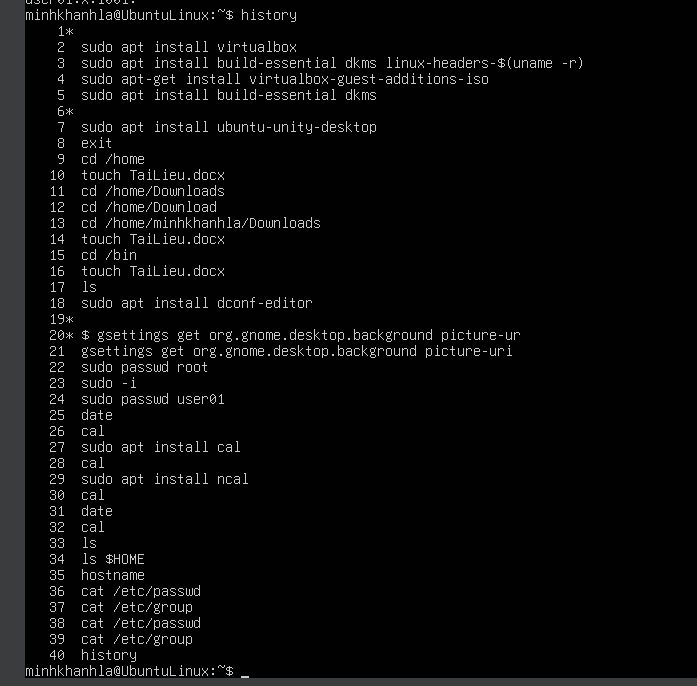 user01:x:1001:
minhkhanhla@UbuntuLinux:~$ history
    1*
    2  sudo apt install virtualbox
    3  sudo apt install build-essential dkms linux-headers-$(uname -r)
    4  sudo apt-get install virtualbox-guest-additions-iso
    5  sudo apt install build-essential dkms
    6*
    7  sudo apt install ubuntu-unity-desktop
    8  exit
    9  cd /home
   10  touch TaiLieu.docx
   11  cd /home/Downloads
   12  cd /home/Download
   13  cd /home/minhkhanhla/Downloads
   14  touch TaiLieu.docx
   15  cd /bin
   16  touch TaiLieu.docx
   17  ls
   18  sudo apt install dconf-editor
   19*
   20* $ gsettings get org.gnome.desktop.background picture-ur
   21  gsettings get org.gnome.desktop.background picture-uri
   22  sudo passwd root
   23  sudo -i
   24  sudo passwd user01
   25  date
   26  cal
   27  sudo apt install cal
   28  cal
   29  sudo apt install ncal
   30  cal
   31  date
   32  cal
   33  ls
   34  ls $HOME
   35  hostname
   36  cat /etc/passwd
   37  cat /etc/group
   38  cat /etc/passwd
   39  cat /etc/group
   40  history
minhkhanhla@UbuntuLinux:~$ _